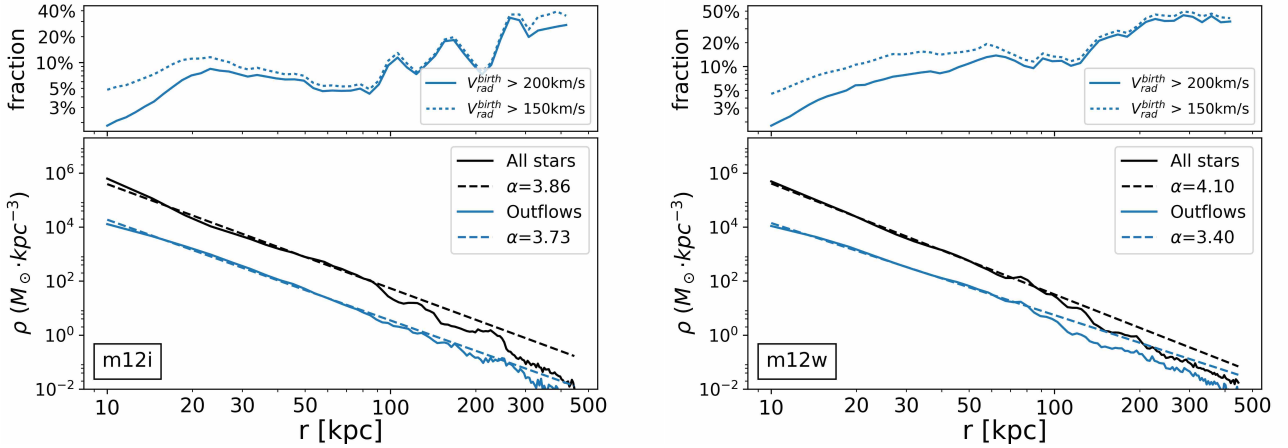 fraction
40%
20%
10%
5%
3%
V_rad^birth > 200km/s
V_rad^birth > 150km/s
ρ (M_⊙·kpc^−3)
10^6
10^4
10^2
10^0
10^−2
All stars
α=3.86
Outflows
α=3.73
m12i
10 20 30 50 100 200 300 500
r [kpc]
fraction
50%
20%
10%
5%
3%
V_rad^birth > 200km/s
V_rad^birth > 150km/s
ρ (M_⊙·kpc^−3)
10^6
10^4
10^2
10^0
10^−2
All stars
α=4.10
Outflows
α=3.40
m12w
10 20 30 50 100 200 300 500
r [kpc]